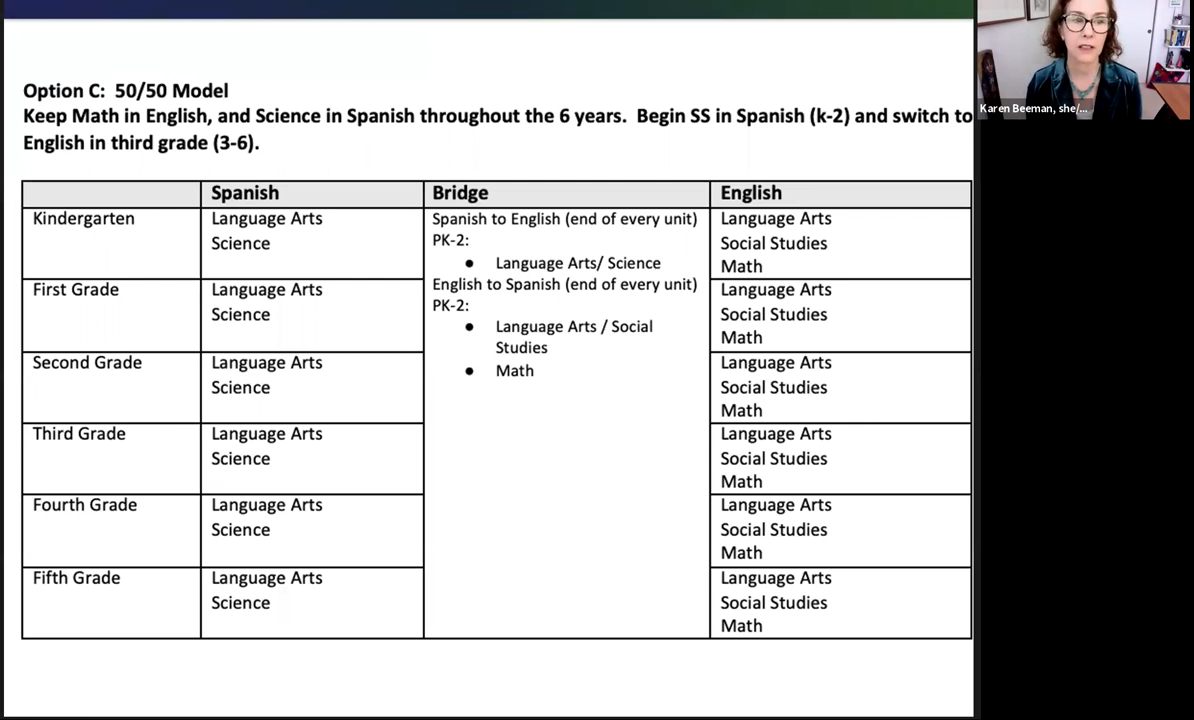 Option C:  50/50 Model
Keep Math in English, and Science in Spanish throughout the 6 years.  Begin SS in Spanish (k-2) and switch to
English in third grade (3-6).
Spanish
Bridge
English
Kindergarten
Language Arts
Science
Spanish to English (end of every unit)
PK-2:
● Language Arts/ Science
English to Spanish (end of every unit)
PK-2:
● Language Arts / Social
Studies
● Math
Language Arts
Social Studies
Math
First Grade
Language Arts
Science
Language Arts
Social Studies
Math
Second Grade
Language Arts
Science
Language Arts
Social Studies
Math
Third Grade
Language Arts
Science
Language Arts
Social Studies
Math
Fourth Grade
Language Arts
Science
Language Arts
Social Studies
Math
Fifth Grade
Language Arts
Science
Language Arts
Social Studies
Math
Karen Beeman, she/...